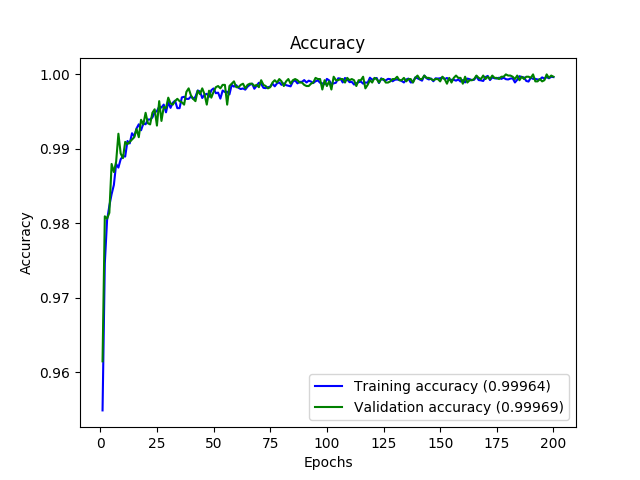 Accuracy
1.00
0.99
0.98
0.97
0.96
Accuracy
0 25 50 75 100 125 150 175 200
Epochs
Training accuracy (0.99964)
Validation accuracy (0.99969)